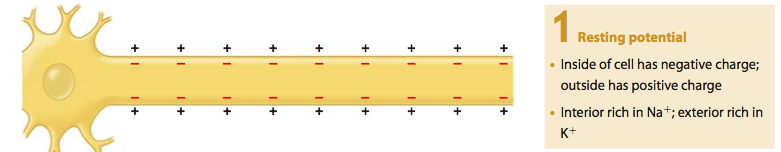 + + + + + + + + +
− − − − − − − − −
− − − − − − − − −
+ + + + + + + + +
1 Resting potential
• Inside of cell has negative charge;
outside has positive charge
• Interior rich in Na+; exterior rich in
K+